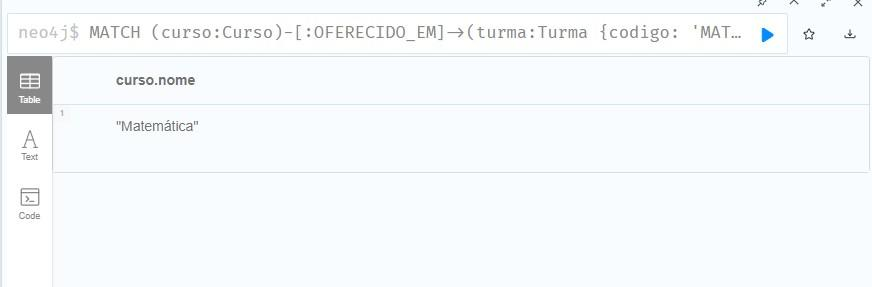 neo4j$ MATCH (curso:Curso)-[:OFERECIDO_EM]->(turma:Turma {codigo: 'MAT…
Table
curso.nome
1
"Matemática"
A
Text
Code